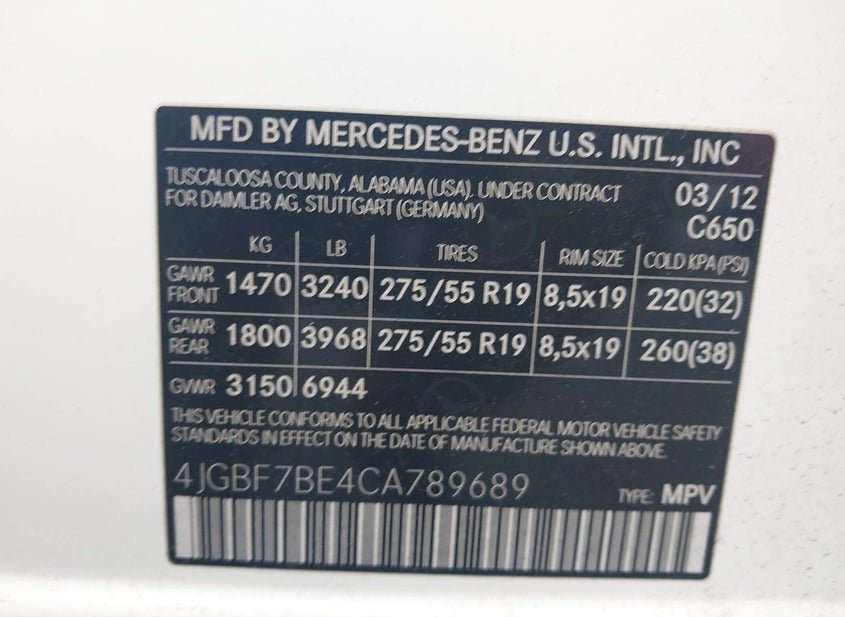 MFD BY MERCEDES-BENZ U.S. INTL., INC
TUSCALOOSA COUNTY, ALABAMA (USA). UNDER CONTRACT
FOR DAIMLER AG, STUTTGART (GERMANY)
03/12
C650
KG LB TIRES RIM SIZE COLD KPA (PSI)
GAWR FRONT 1470 3240 275/55 R19 8,5x19 220(32)
GAWR REAR 1800 3968 275/55 R19 8,5x19 260(38)
GVWR 3150 6944
THIS VEHICLE CONFORMS TO ALL APPLICABLE FEDERAL MOTOR VEHICLE SAFETY
STANDARDS IN EFFECT ON THE DATE OF MANUFACTURE SHOWN ABOVE.
4JGBF7BE4CA789689 TYPE: MPV